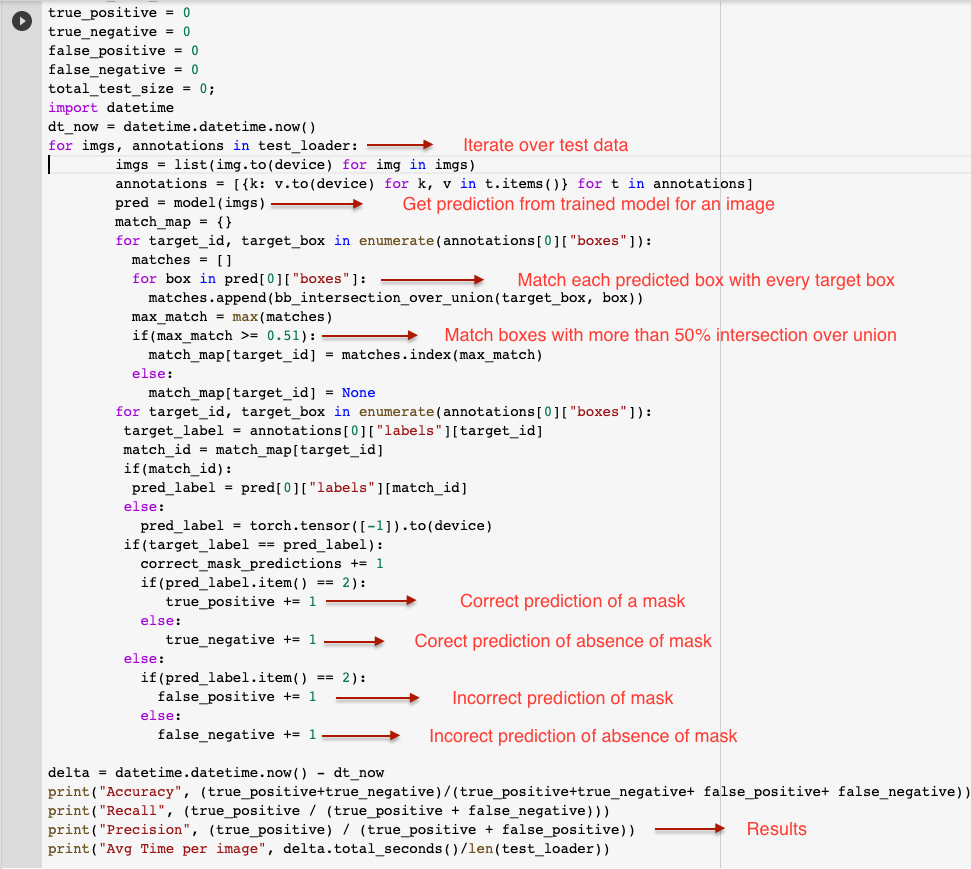 true_positive = 0
true_negative = 0
false_positive = 0
false_negative = 0
total_test_size = 0;
import datetime
dt_now = datetime.datetime.now()
for imgs, annotations in test_loader: Iterate over test data
imgs = list(img.to(device) for img in imgs)
annotations = [{k: v.to(device) for k, v in t.items()} for t in annotations]
pred = model(imgs) Get prediction from trained model for an image
match_map = {}
for target_id, target_box in enumerate(annotations[0]["boxes"]):
matches = []
for box in pred[0]["boxes"]: Match each predicted box with every target box
matches.append(bb_intersection_over_union(target_box, box))
max_match = max(matches)
if(max_match >= 0.51): Match boxes with more than 50% intersection over union
match_map[target_id] = matches.index(max_match)
else:
match_map[target_id] = None
for target_id, target_box in enumerate(annotations[0]["boxes"]):
target_label = annotations[0]["labels"][target_id]
match_id = match_map[target_id]
if(match_id):
pred_label = pred[0]["labels"][match_id]
else:
pred_label = torch.tensor([-1]).to(device)
if(target_label == pred_label):
correct_mask_predictions += 1
if(pred_label.item() == 2):
true_positive += 1 Correct prediction of a mask
else:
true_negative += 1 Corect prediction of absence of mask
else:
if(pred_label.item() == 2):
false_positive += 1 Incorrect prediction of mask
else:
false_negative += 1 Incorect prediction of absence of mask
delta = datetime.datetime.now() - dt_now
print("Accuracy", (true_positive+true_negative)/(true_positive+true_negative+ false_positive+ false_negative))
print("Recall", (true_positive / (true_positive + false_negative)))
print("Precision", (true_positive) / (true_positive + false_positive)) Results
print("Avg Time per image", delta.total_seconds()/len(test_loader))